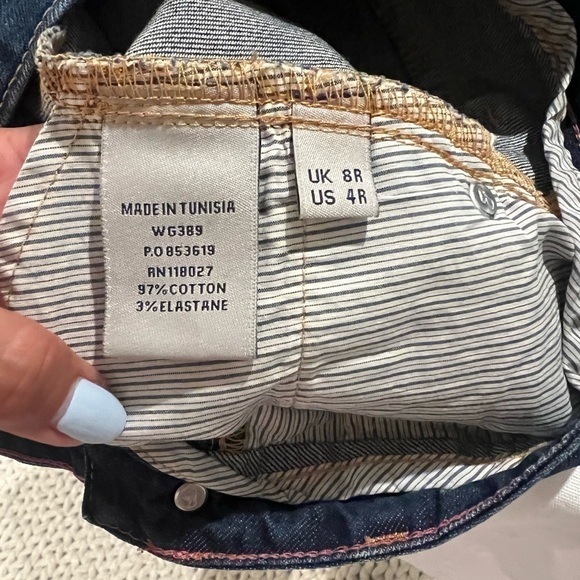 MADE IN TUNISIA
WG389
P.O 853619
RN118027
97% COTTON
3% ELASTANE
UK 8R
US 4R